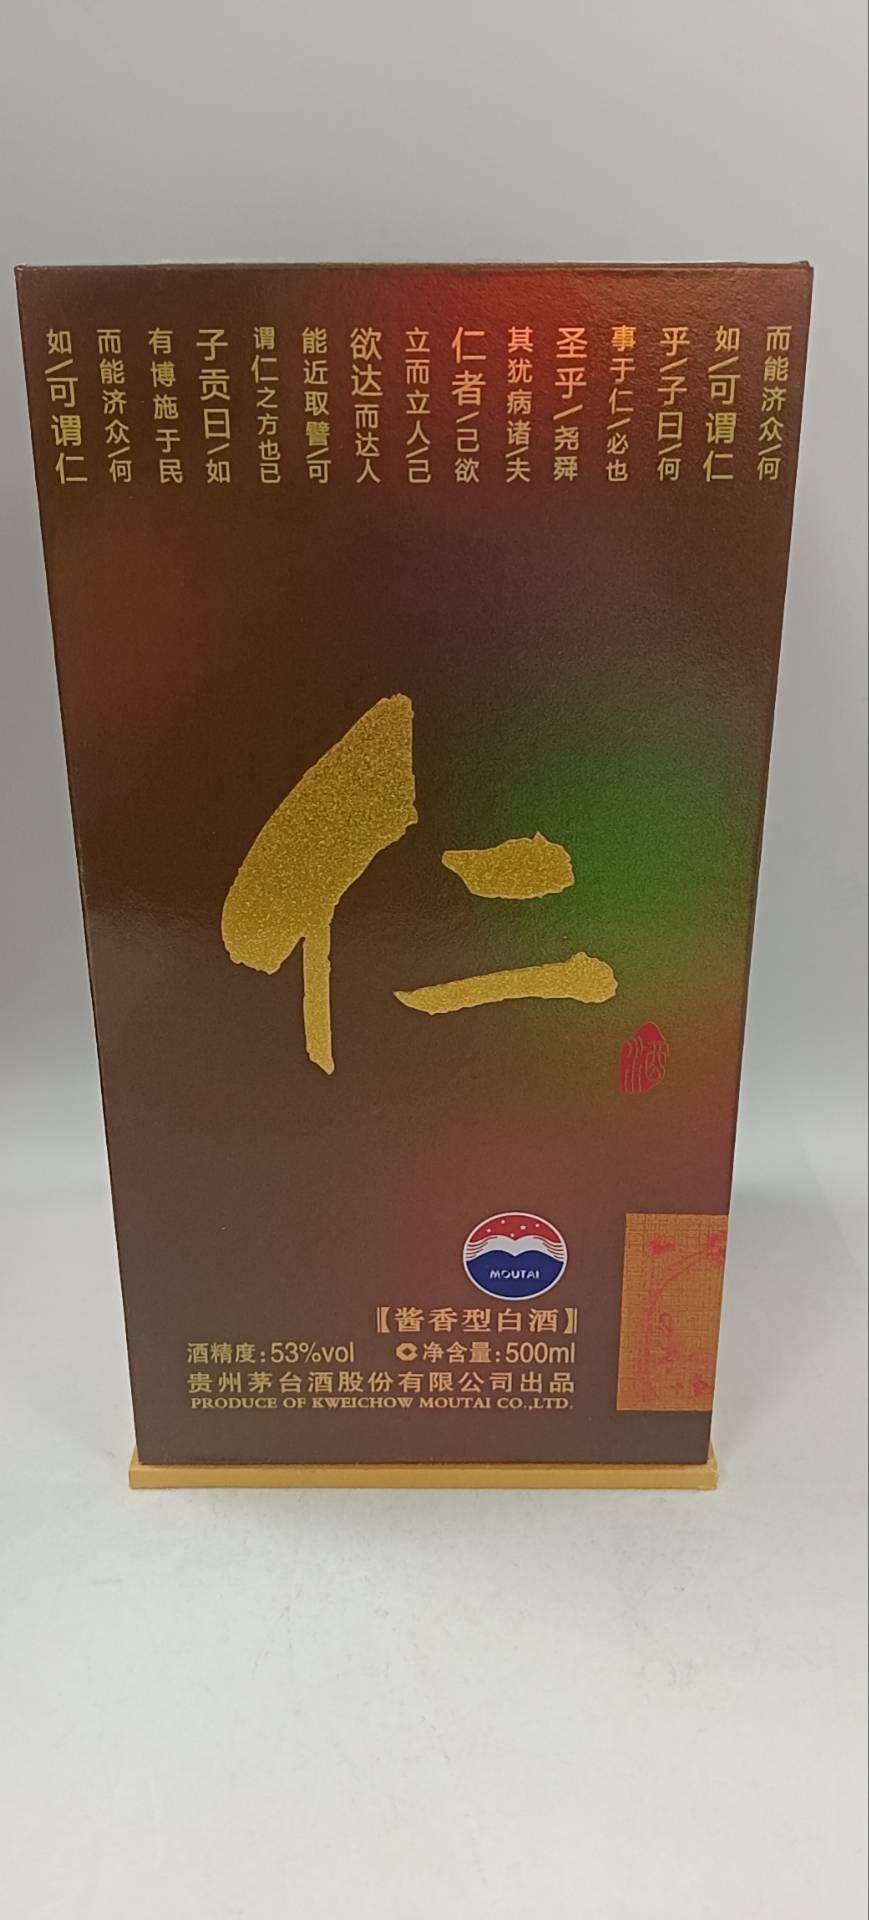 而能济众/何
如/可谓仁
乎/子曰/何
事于仁/必也
圣乎/尧舜
其犹病诸/夫
仁者/己欲
立而立人/己
欲达而达人
能近取譬/可
谓仁之方也已
子贡曰/如
有博施于民
而能济众/何
如/可谓仁
仁
酒
MOUTAI
【酱香型白酒】
酒精度:53%vol 净含量:500ml
贵州茅台酒股份有限公司出品
PRODUCE OF KWEICHOW MOUTAI CO.,LTD.